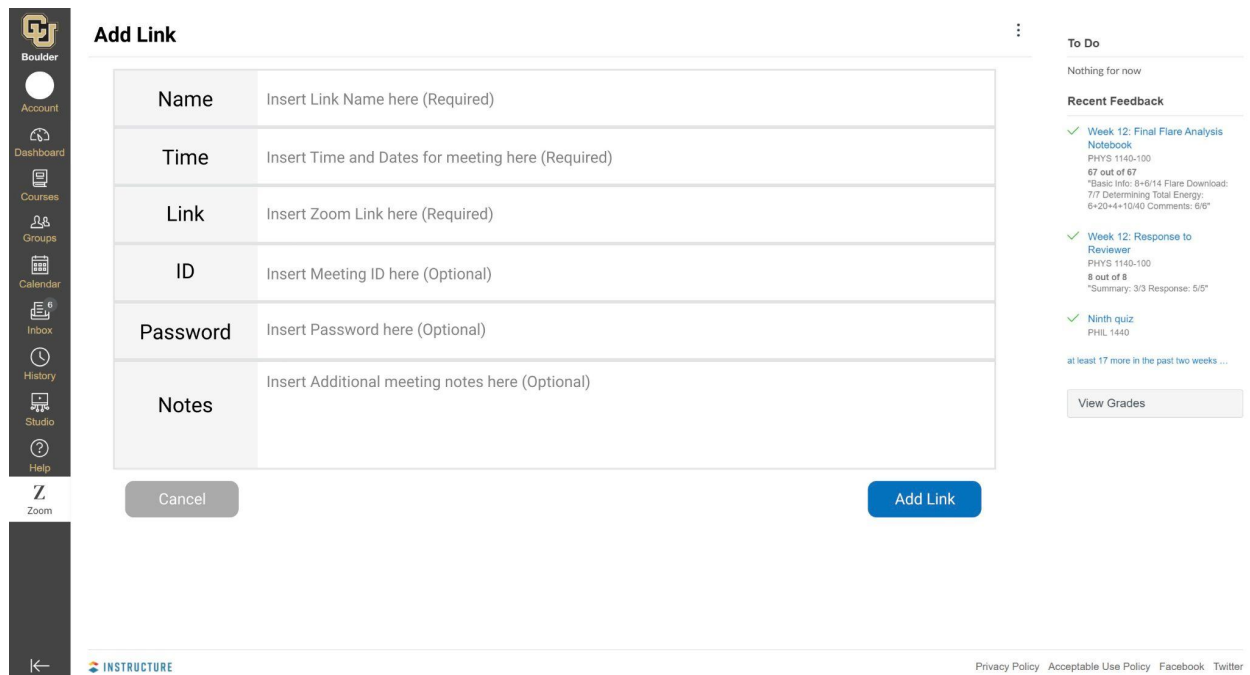 CU
Boulder
Account
Dashboard
Courses
Groups
Calendar
6
Inbox
History
Studio
Help
Z
Zoom
Add Link
Name
Insert Link Name here (Required)
Time
Insert Time and Dates for meeting here (Required)
Link
Insert Zoom Link here (Required)
ID
Insert Meeting ID here (Optional)
Password
Insert Password here (Optional)
Notes
Insert Additional meeting notes here (Optional)
Cancel
Add Link
To Do
Nothing for now
Recent Feedback
Week 12: Final Flare Analysis
Notebook
PHYS 1140-100
67 out of 67
"Basic Info: 8+6/14 Flare Download:
7/7 Determining Total Energy:
6+20+4+10/40 Comments: 6/6"
Week 12: Response to
Reviewer
PHYS 1140-100
8 out of 8
"Summary: 3/3 Response: 5/5"
Ninth quiz
PHIL 1440
at least 17 more in the past two weeks ...
View Grades
INSTRUCTURE
Privacy Policy Acceptable Use Policy Facebook Twitter